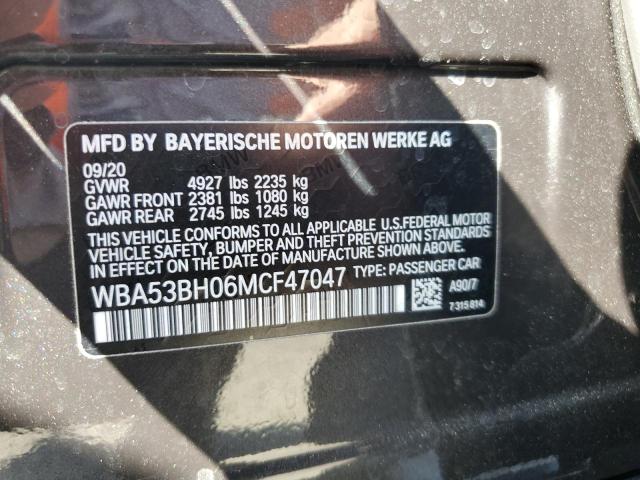 MFD BY BAYERISCHE MOTOREN WERKE AG
09/20
GVWR 4927 lbs 2235 kg
GAWR FRONT 2381 lbs 1080 kg
GAWR REAR 2745 lbs 1245 kg
THIS VEHICLE CONFORMS TO ALL APPLICABLE U.S.FEDERAL MOTOR
VEHICLE SAFETY, BUMPER AND THEFT PREVENTION STANDARDS
IN EFFECT ON THE DATE OF MANUFACTURE SHOWN ABOVE.
WBA53BH06MCF47047 TYPE: PASSENGER CAR
A90/7
7315814